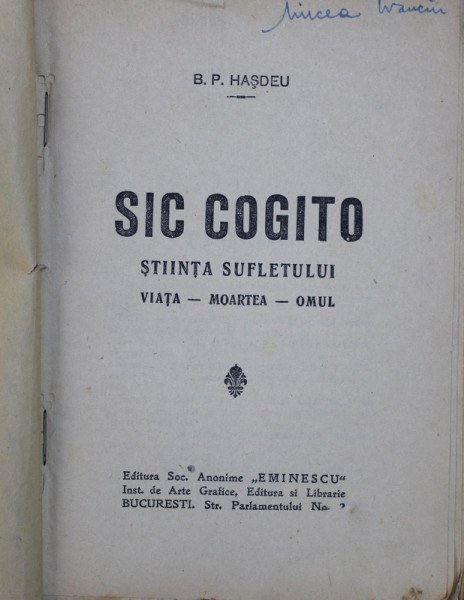 Mircea
B. P. HAŞDEU
SIC COGITO
ŞTIINŢA SUFLETULUI
VIAŢA — MOARTEA — OMUL
Editura Soc. Anonime „EMINESCU“
Inst. de Arte Grafice, Editura si Librarie
BUCURESTI. Str. Parlamentului No.